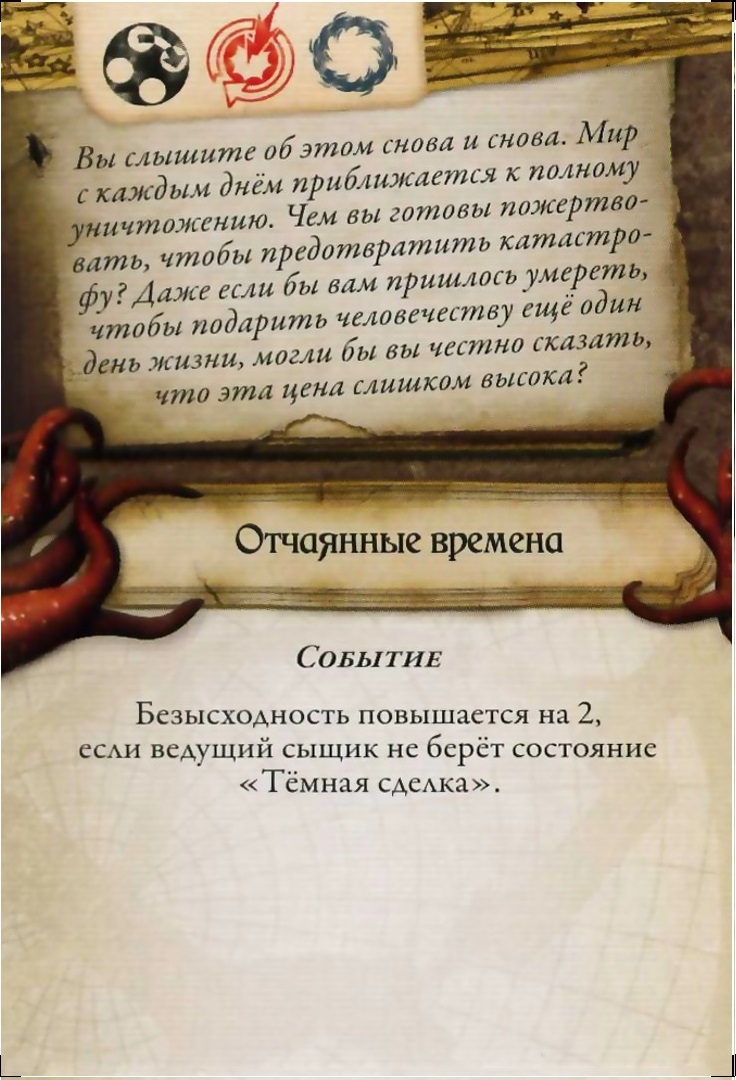 Вы слышите об этом снова и снова. Мир
с каждым днём приближается к полному
уничтожению. Чем вы готовы пожертво-
вать, чтобы предотвратить катастро-
фу? Даже если бы вам пришлось умереть,
чтобы подарить человечеству ещё один
день жизни, могли бы вы честно сказать,
что эта цена слишком высока?
Отчаянные времена
Событие
Безысходность повышается на 2,
если ведущий сыщик не берёт состояние
«Тёмная сделка».